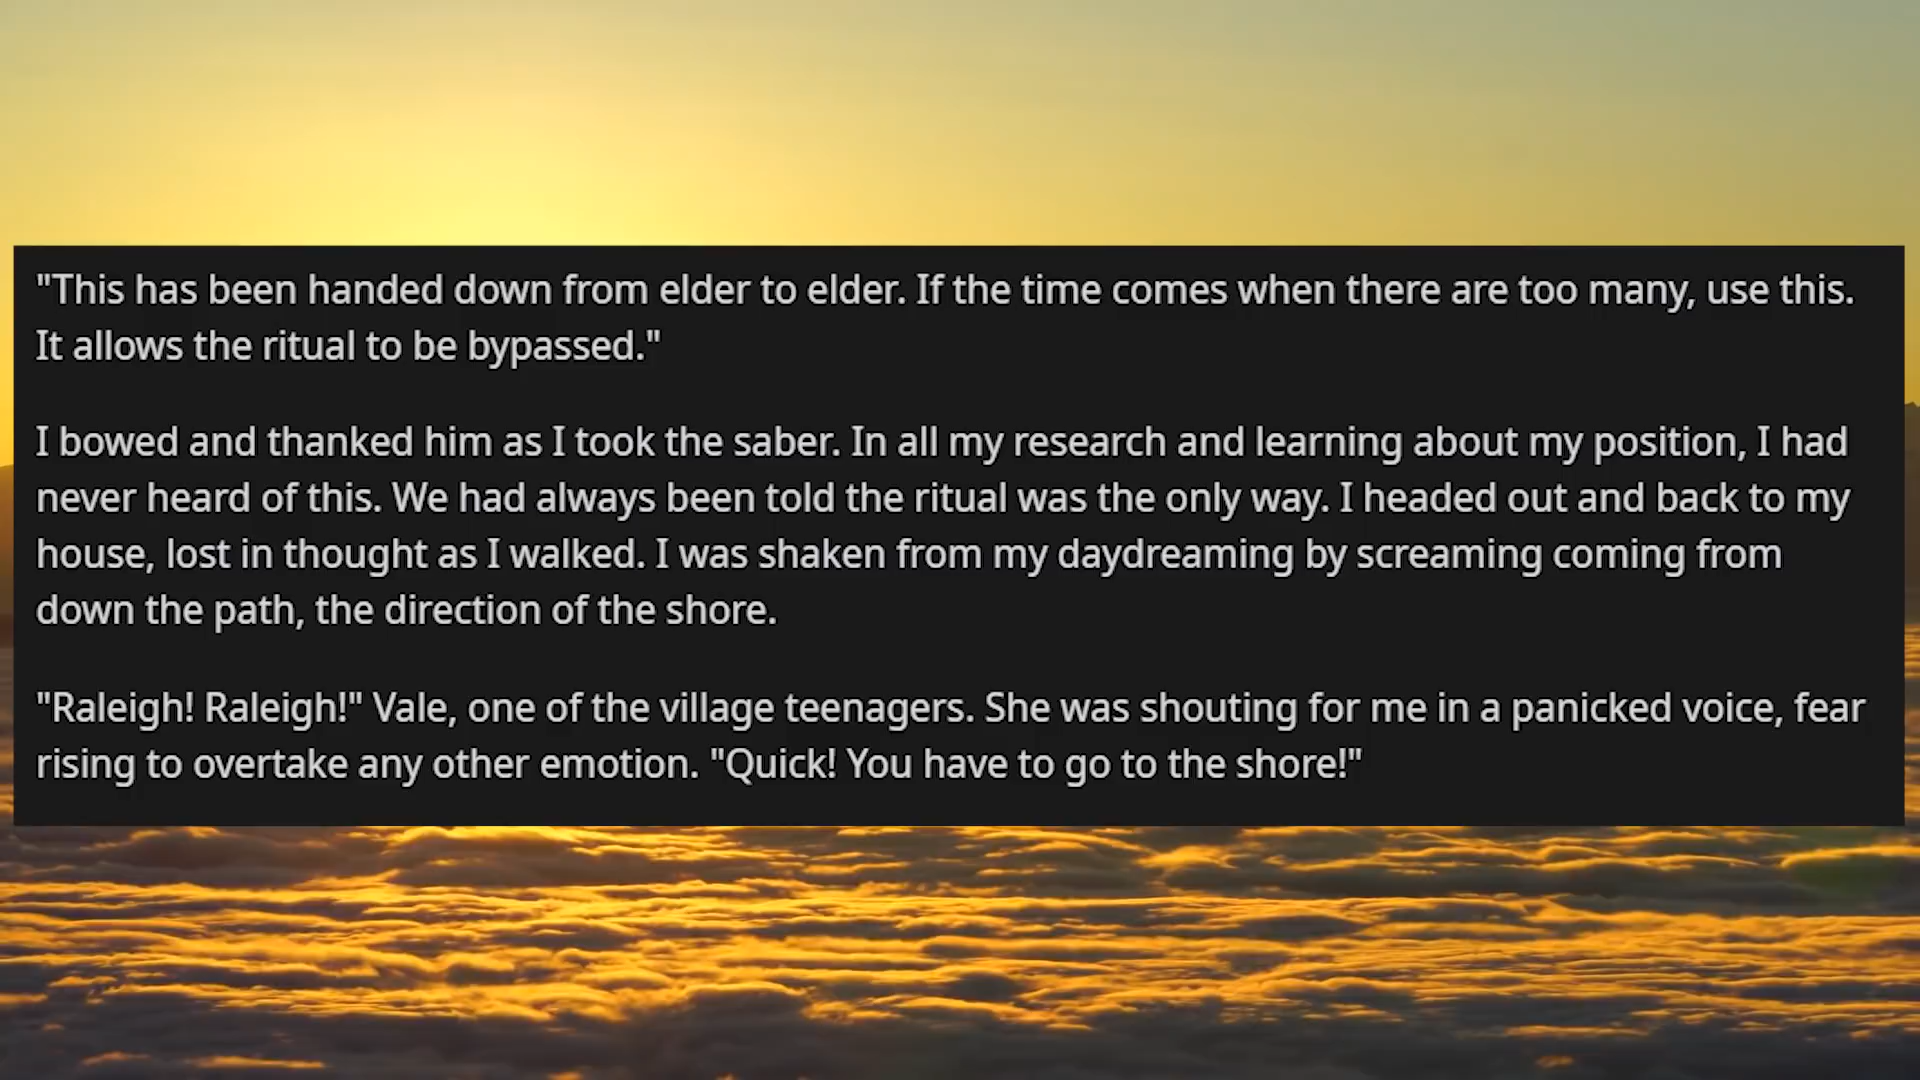 "This has been handed down from elder to elder. If the time comes when there are too many, use this.
It allows the ritual to be bypassed."
I bowed and thanked him as I took the saber. In all my research and learning about my position, I had
never heard of this. We had always been told the ritual was the only way. I headed out and back to my
house, lost in thought as I walked. I was shaken from my daydreaming by screaming coming from
down the path, the direction of the shore.
"Raleigh! Raleigh!" Vale, one of the village teenagers. She was shouting for me in a panicked voice, fear
rising to overtake any other emotion. "Quick! You have to go to the shore!"